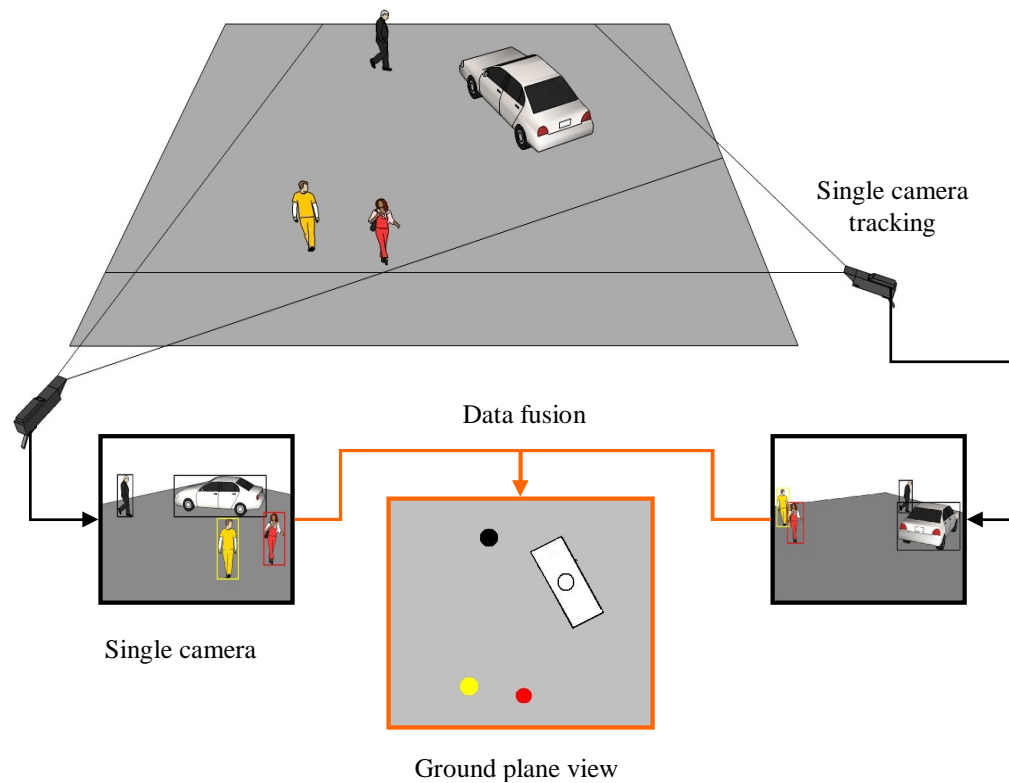 Single camera
tracking
Data fusion
Single camera
Ground plane view